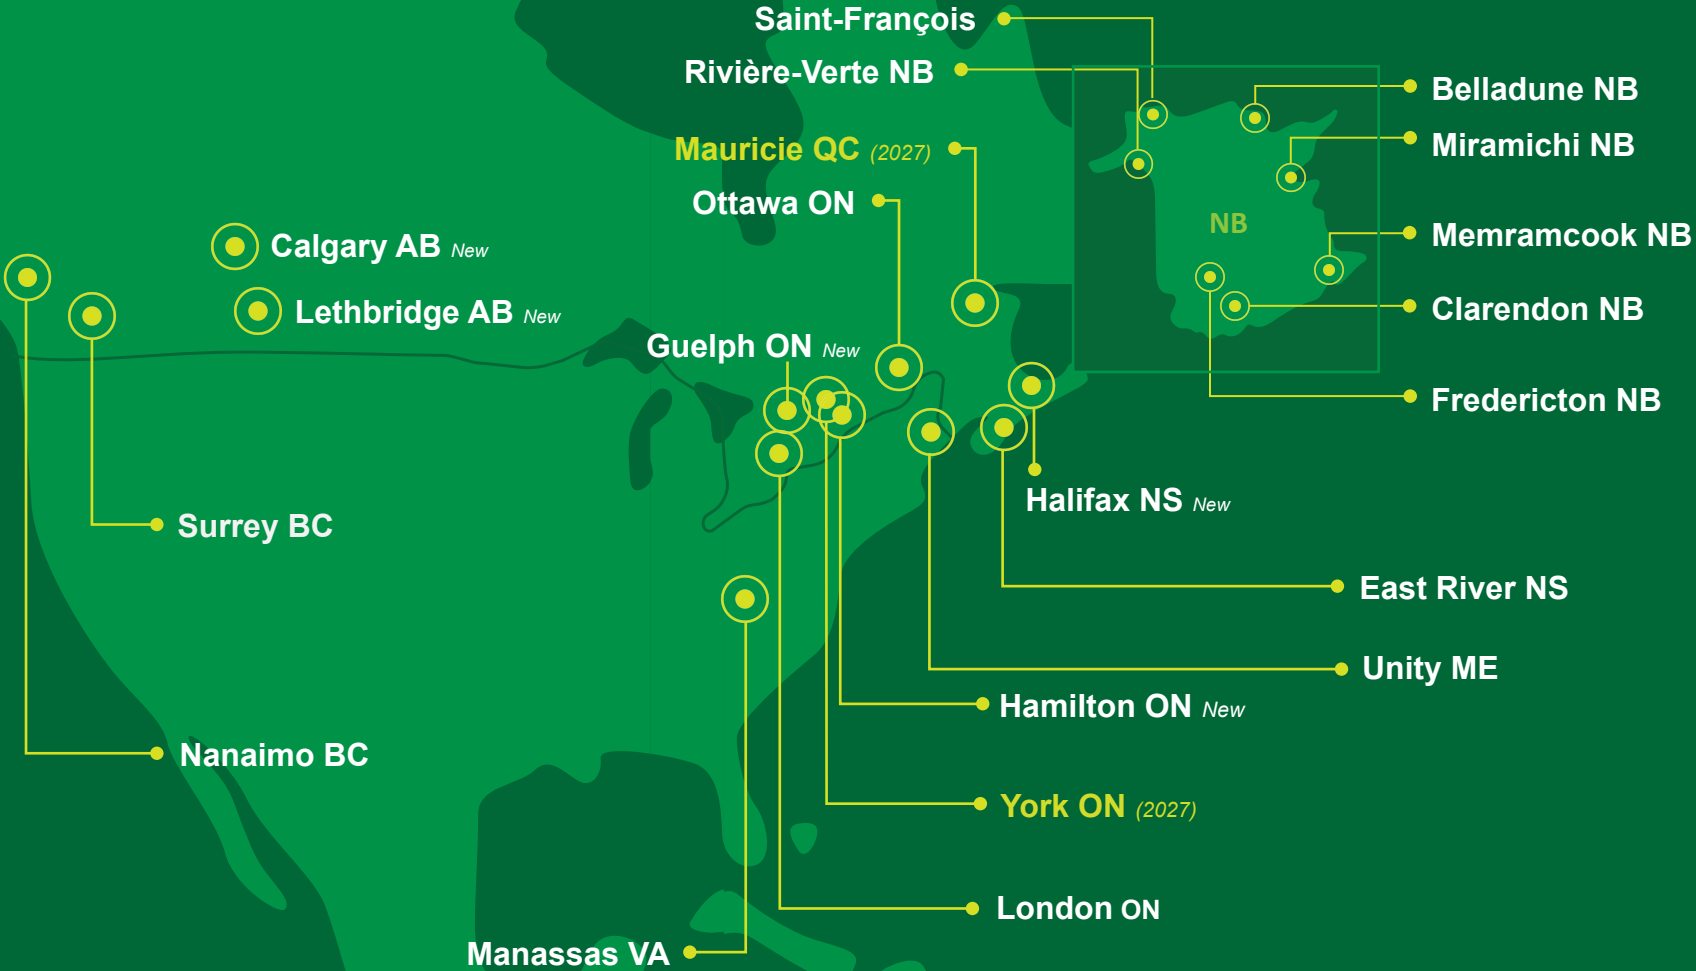 Saint-François
Rivière-Verte NB
Mauricie QC (2027)
Ottawa ON
Belladune NB
Miramichi NB
NB
Memramcook NB
Clarendon NB
Fredericton NB
Calgary AB New
Lethbridge AB New
Guelph ON New
Surrey BC
Halifax NS New
East River NS
Unity ME
Hamilton ON New
Nanaimo BC
York ON (2027)
London ON
Manassas VA